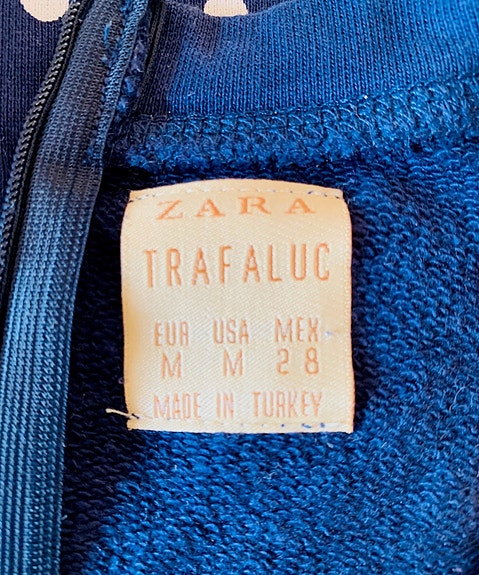 ZARA
TRAFALUC
EUR USA MEX
M M 28
MADE IN TURKEY